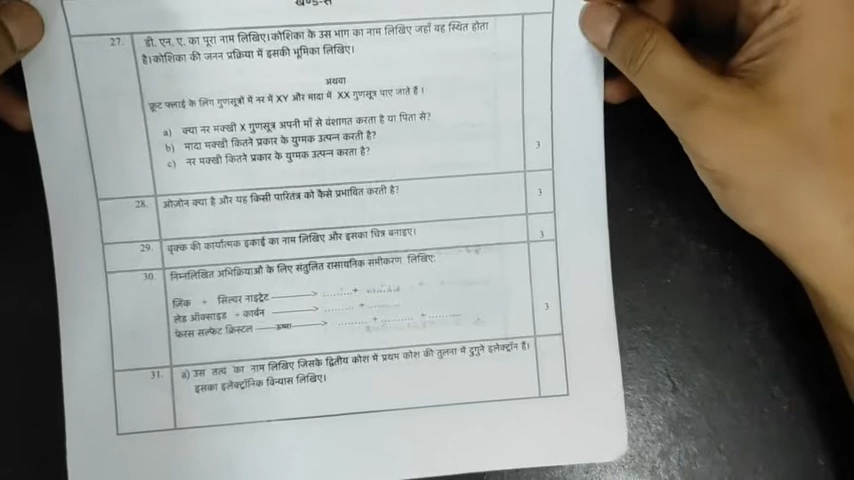 खण्ड-स
27. डी. एन. ए. का पूरा नाम लिखिए।कोशिका के उस भाग का नाम लिखिए जहाँ वह स्थित होता
है।कोशिका की जनन प्रक्रिया में इसकी भूमिका लिखिए।
अथवा
फ्रूट फ्लाई के लिंग गुणसूत्रों में नर में XY और मादा में XX गुणसूत्र पाए जाते हैं।
a) क्या नर मक्खी X गुणसूत्र अपनी माँ से वंशागत करता है या पिता से?
b) मादा मक्खी कितने प्रकार के युग्मक उत्पन्न करती है?
c) नर मक्खी कितने प्रकार के युग्मक उत्पन्न करता है?
3
28. ओज़ोन क्या है और यह किसी पारितंत्र को कैसे प्रभावित करती है?
3
29. वृक्क की कार्यात्मक इकाई का नाम लिखिए और इसका चित्र बनाइए।
3
30. निम्नलिखित अभिक्रियाओं के लिए संतुलित रासायनिक समीकरण लिखिए:
जिंक + सिल्वर नाइट्रेट ———> .........+ .........
लेड ऑक्साइड + कार्बन ———> ......... + .........
फेरस सल्फेट क्रिस्टल —ऊष्मा—> ......... + ......... + .........
3
31. a) उस तत्व का नाम लिखिए जिसके द्वितीय कोश में प्रथम कोश की तुलना में दुगुने इलेक्ट्रॉन हैं।
इसका इलेक्ट्रॉनिक विन्यास लिखिए।